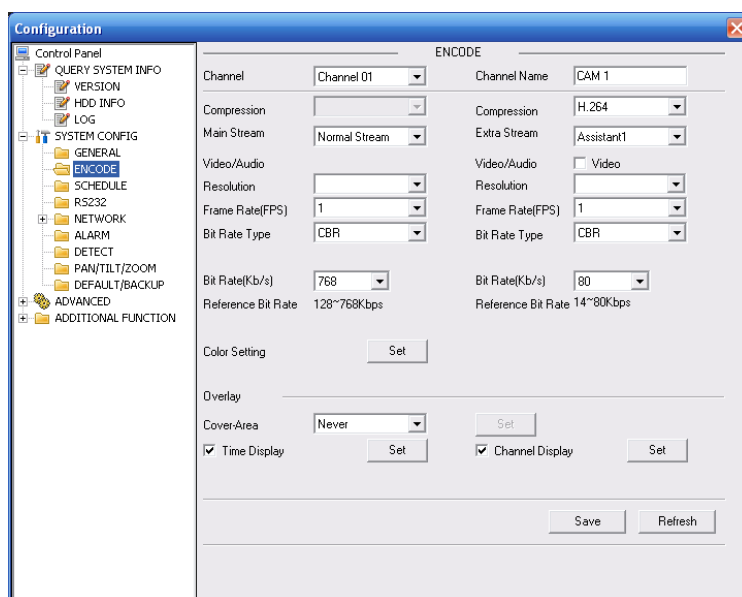 Configuration
Control Panel
QUERY SYSTEM INFO
VERSION
HDD INFO
LOG
SYSTEM CONFIG
GENERAL
ENCODE
SCHEDULE
RS232
NETWORK
ALARM
DETECT
PAN/TILT/ZOOM
DEFAULT/BACKUP
ADVANCED
ADDITIONAL FUNCTION
ENCODE
Channel Channel 01 Channel Name CAM 1
Compression Compression H.264
Main Stream Normal Stream Extra Stream Assistant1
Video/Audio Video/Audio Video
Resolution Resolution
Frame Rate(FPS) 1 Frame Rate(FPS) 1
Bit Rate Type CBR Bit Rate Type CBR
Bit Rate(Kb/s) 768 Bit Rate(Kb/s) 80
Reference Bit Rate 128~768Kbps Reference Bit Rate 14~80Kbps
Color Setting Set
Overlay
Cover-Area Never Set
Time Display Set Channel Display Set
Save Refresh